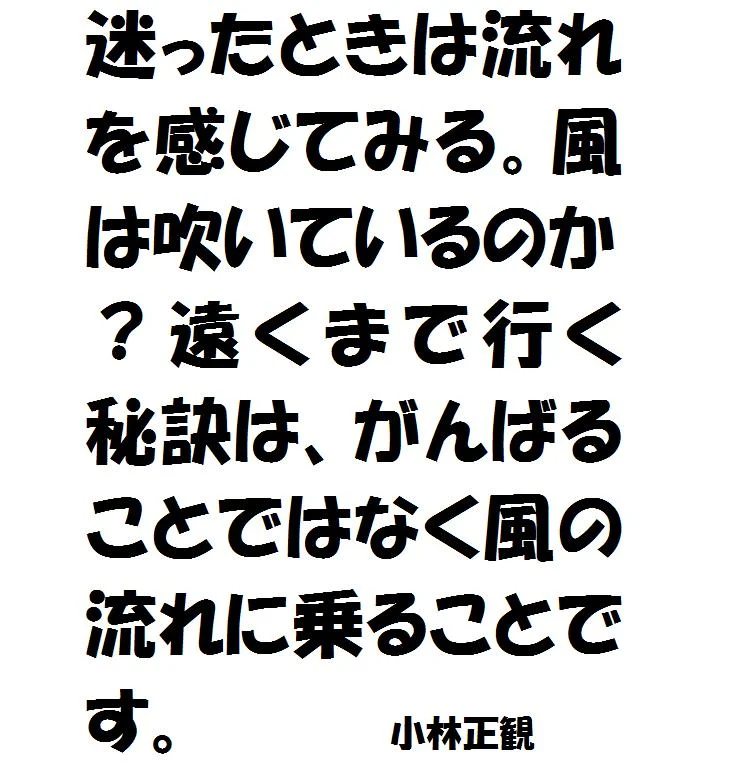 迷ったときは流れ
を感じてみる。風
は吹いているのか
？遠くまで行く
秘訣は、がんばる
ことではなく風の
流れに乗ることで
す。
小林正観